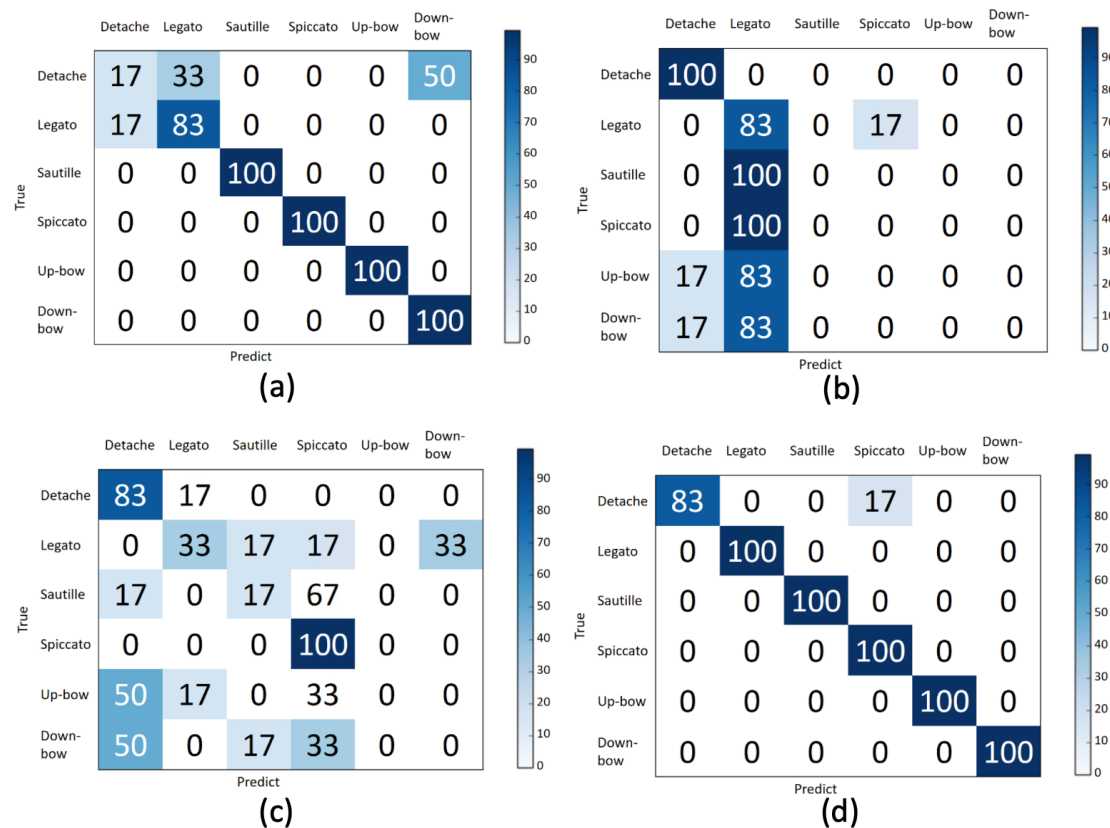 Detache Legato Sautille Spiccato Up-bow Down-
bow
Detache 17 33 0 0 0 50
Legato 17 83 0 0 0 0
Sautille 0 0 100 0 0 0
Spiccato 0 0 0 100 0 0
Up-bow 0 0 0 0 100 0
Down-
bow 0 0 0 0 0 100
True
Predict
90
80
70
60
50
40
30
20
10
0
(a)
Detache Legato Sautille Spiccato Up-bow Down-
bow
Detache 100 0 0 0 0 0
Legato 0 83 0 17 0 0
Sautille 0 100 0 0 0 0
Spiccato 0 100 0 0 0 0
Up-bow 17 83 0 0 0 0
Down-
bow 17 83 0 0 0 0
True
Predict
90
80
70
60
50
40
30
20
10
0
(b)
Detache Legato Sautille Spiccato Up-bow Down-
bow
Detache 83 17 0 0 0 0
Legato 0 33 17 17 0 33
Sautille 17 0 17 67 0 0
Spiccato 0 0 0 100 0 0
Up-bow 50 17 0 33 0 0
Down-
bow 50 0 17 33 0 0
True
Predict
90
80
70
60
50
40
30
20
10
0
(c)
Detache Legato Sautille Spiccato Up-bow Down-
bow
Detache 83 0 0 17 0 0
Legato 0 100 0 0 0 0
Sautille 0 0 100 0 0 0
Spiccato 0 0 0 100 0 0
Up-bow 0 0 0 0 100 0
Down-
bow 0 0 0 0 0 100
True
Predict
90
80
70
60
50
40
30
20
10
0
(d)